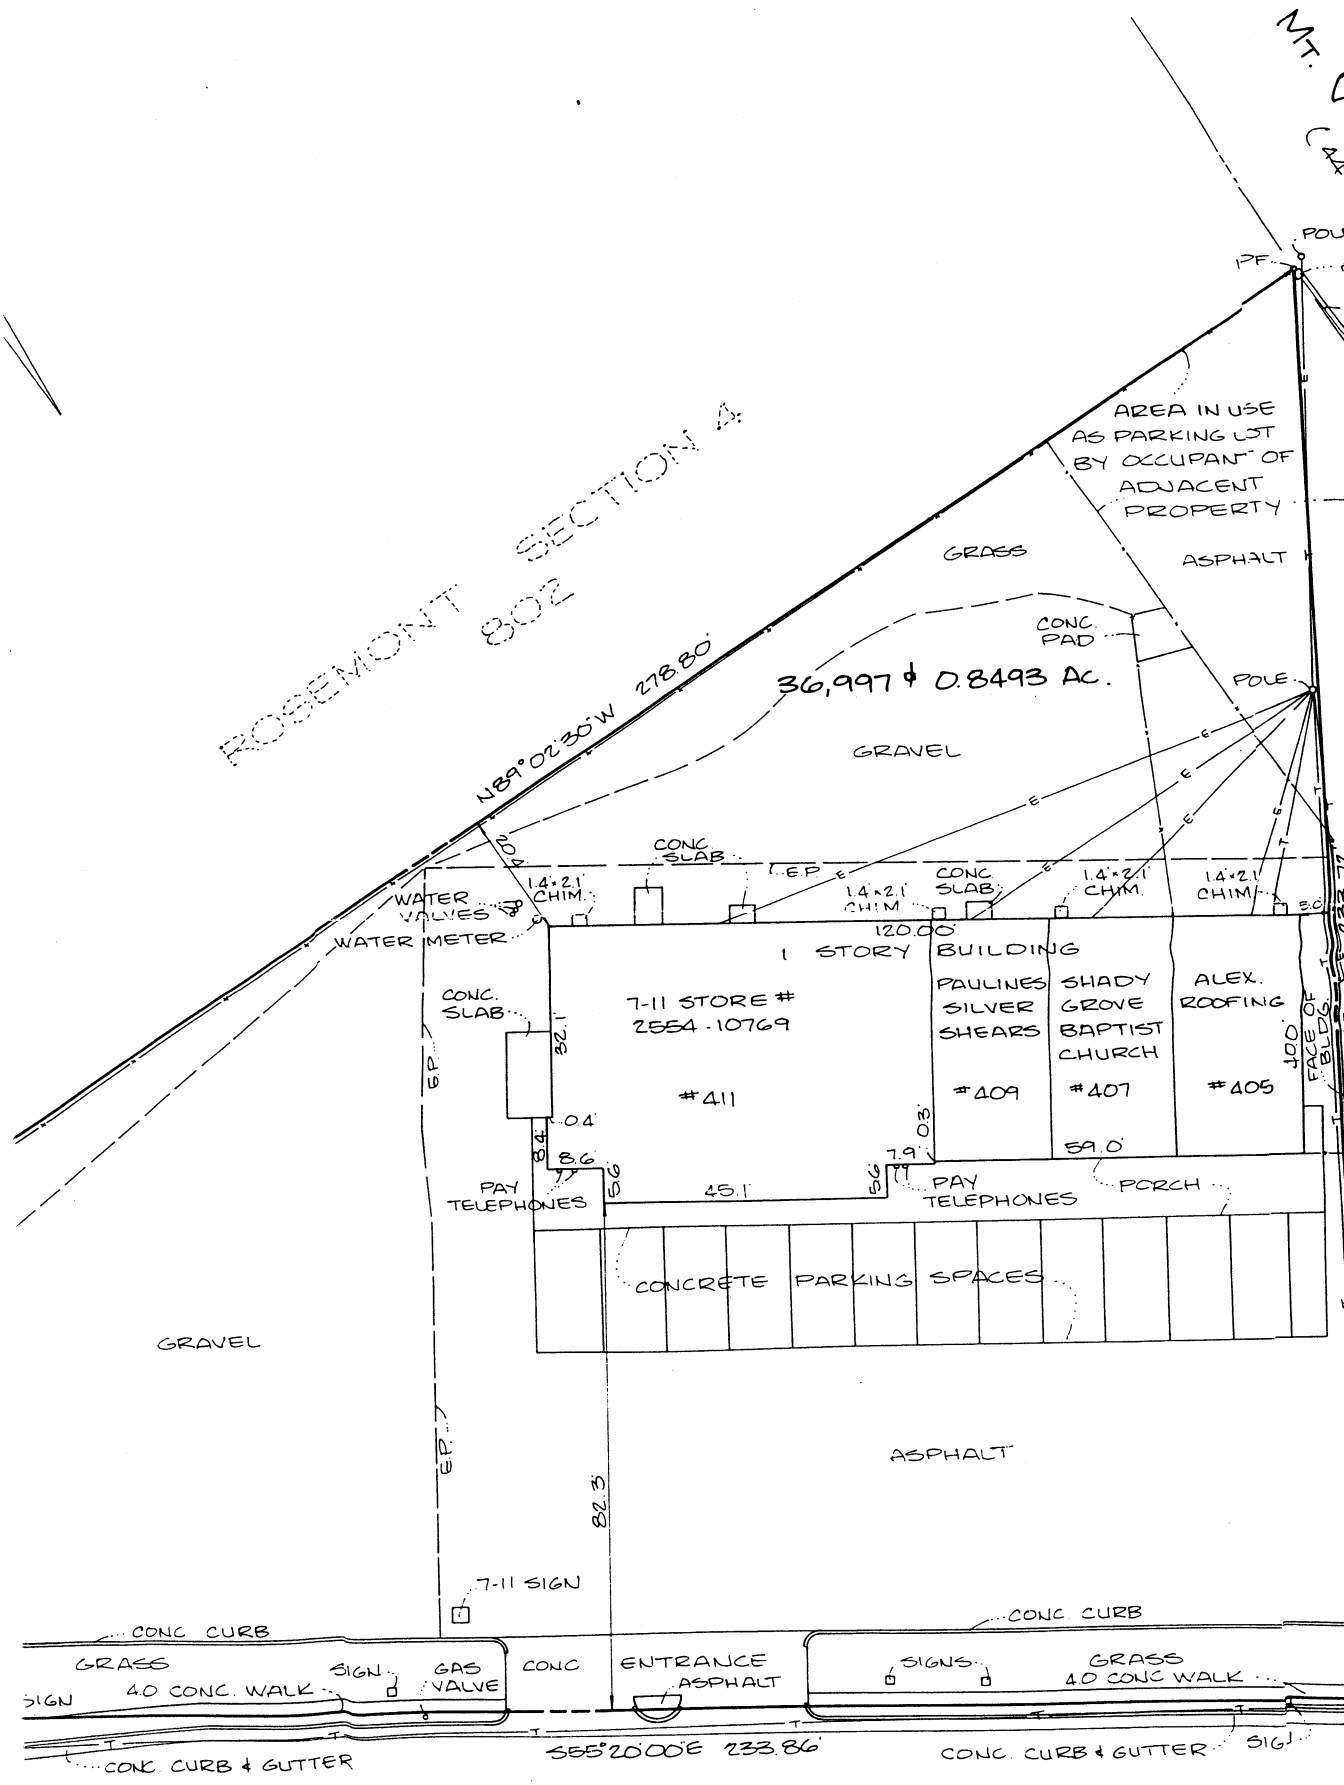 MT.
POLE
PF
AREA IN USE
AS PARKING LOT
BY OCCUPANT OF
ADJACENT
PROPERTY
ROSEMONT SECTION 4
802
GRASS
ASPHALT
CONC.
PAD
278.80'
N89°02'30"W
36,997 ⌽ 0.8493 AC.
POLE
GRAVEL
E
E
E
E
E
E
E
E
T
T
20.4
CONC.
SLAB
E.P.
WATER
VALVES
1.4'×2.1'
CHIM.
1.4'×2.1'
CHIM.
CONC.
SLAB
1.4'×2.1'
CHIM.
1.4'×2.1'
CHIM.
5.0'
WATER METER
120.00'
1 STORY BUILDING
CONC.
SLAB
7-11 STORE #
2554-10769
#411
PAULINES
SILVER
SHEARS
#409
SHADY
GROVE
BAPTIST
CHURCH
#407
ALEX.
ROOFING
#405
40.0
FACE OF
BLDG.
32.1'
E.P.
0.4'
8.4'
8.6'
5.6'
0.3'
7.9'
5.6'
45.1'
59.0'
PAY
TELEPHONES
PAY
TELEPHONES
PORCH
CONCRETE PARKING SPACES
GRAVEL
E.P.
ASPHALT
82.3'
7-11 SIGN
CONC. CURB
CONC. CURB
GRASS
SIGN
GAS
VALVE
CONC.
ENTRANCE
ASPHALT
SIGNS
GRASS
SIGN
4.0 CONC. WALK
4.0 CONC WALK
T
T
T
T
T
T
CONC. CURB & GUTTER
S55°20'00"E 233.86'
CONC. CURB & GUTTER
SIGN